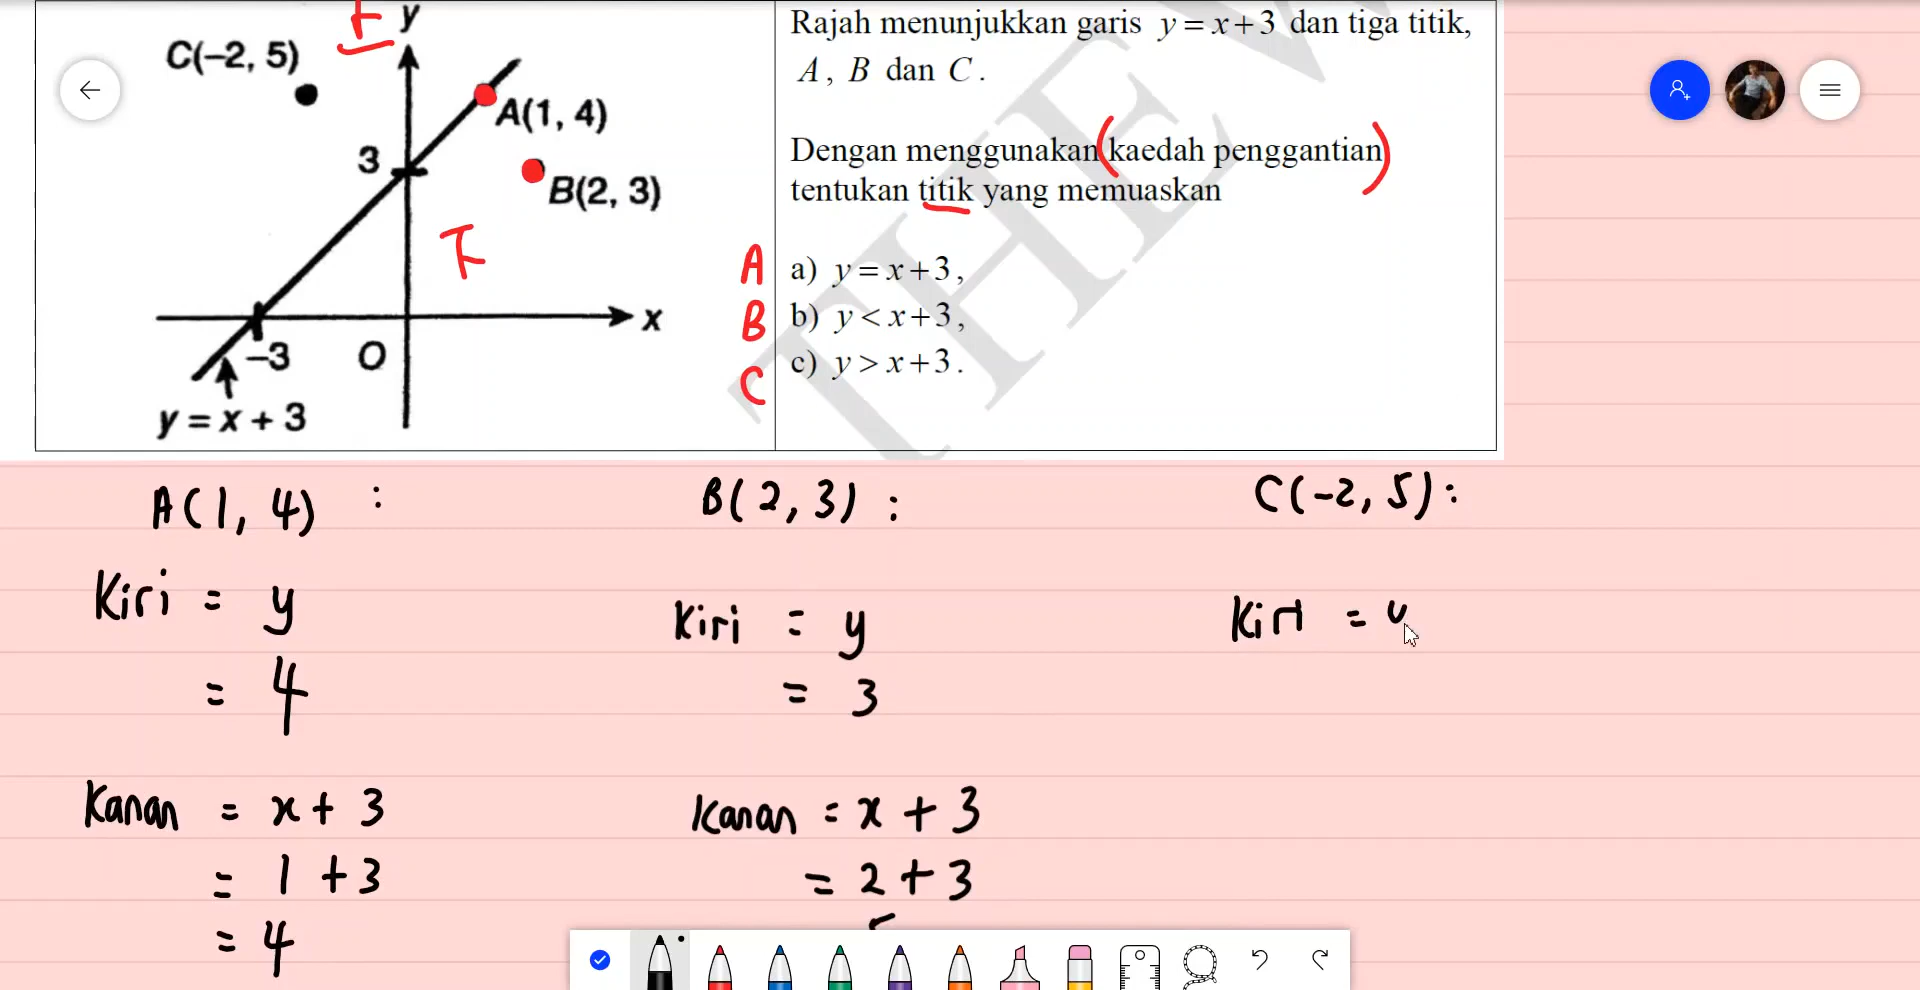 y
C(–2, 5)
A(1, 4)
3
B(2, 3)
x
–3
O
y = x + 3
Rajah menunjukkan garis y = x + 3 dan tiga titik,
A, B dan C.
Dengan menggunakan (kaedah penggantian)
tentukan titik yang memuaskan
A a) y = x + 3,
B b) y < x + 3,
C c) y > x + 3.
THE
A(1, 4) :
Kiri = y
= 4
Kanan = x + 3
= 1 + 3
= 4
B(2, 3) :
Kiri = y
= 3
Kanan = x + 3
= 2 + 3
C(-2, 5) :
Kiri =